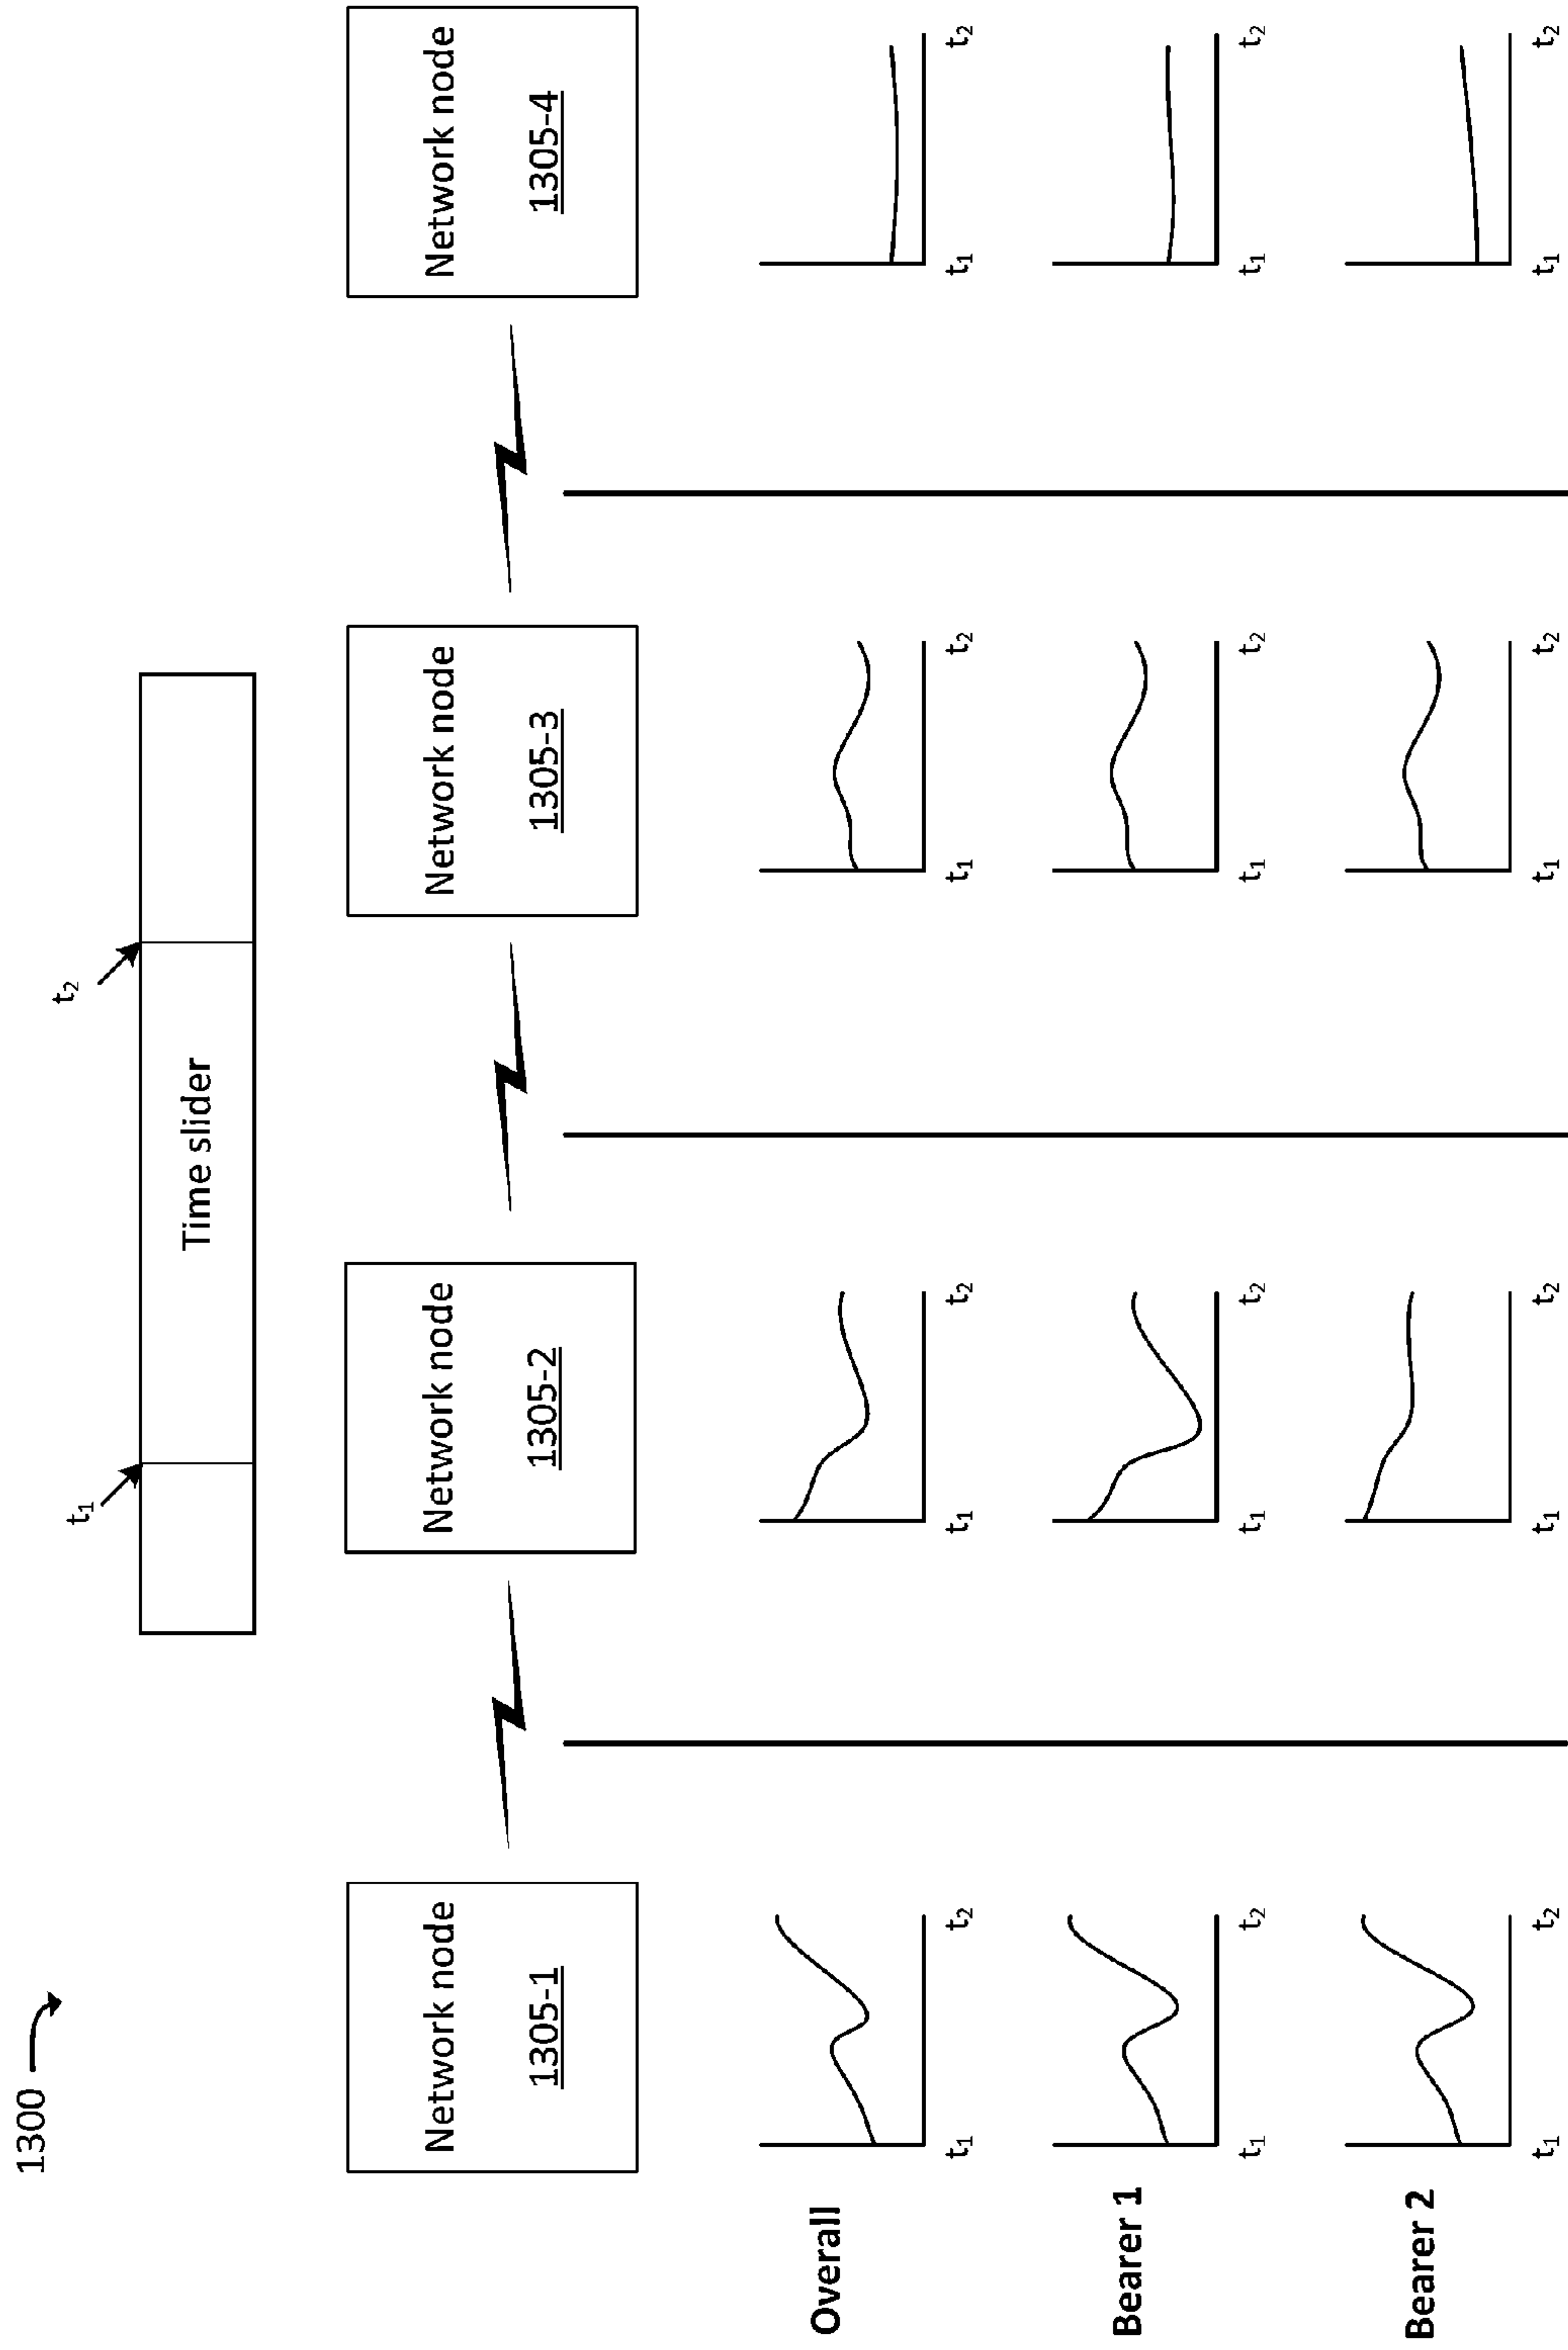 1300
t1
t2
Time slider
Network node
1305-1
Network node
1305-2
Network node
1305-3
Network node
1305-4
Overall
t1
t2
t1
t2
t1
t2
t1
t2
Bearer 1
t1
t2
t1
t2
t1
t2
t1
t2
Bearer 2
t1
t2
t1
t2
t1
t2
t1
t2